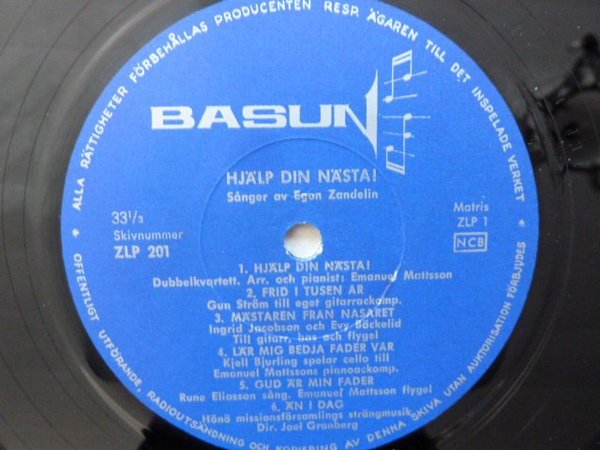 ALLA RÄTTIGHETER FÖRBEHÅLLAS PRODUCENTEN RESP. ÄGAREN TILL DET INSPELADE VERKET
BASUN
HJÄLP DIN NÄSTA!
Sånger av Egon Zandelin
33 1/3
Skivnummer
ZLP 201
Matris
ZLP 1
NCB
1. HJÄLP DIN NÄSTA!
Dubbelkvartett. Arr. och pianist: Emanuel Mattsson
2. FRID I TUSEN ÅR
Gun Ström till eget gitarrackomp.
3. MÄSTAREN FRÅN NASARET
Ingrid Jacobson och Evy Bäckelid
Till gitarr, bas och flygel
4. LÄR MIG BEDJA FADER VÅR
Kjell Bjurling spelar cello till
Emanuel Mattssons pianoackomp.
5. GUD ÄR MIN FADER
Rune Eliasson sång. Emanuel Mattsson flygel
6. ÄN I DAG
Hönö missionsförsamlings strängmusik
Dir. Joel Granberg
OFFENTLIGT UTFÖRANDE, RADIOUTSÄNDNING OCH KOPIERING AV DENNA SKIVA UTAN AUKTORISATION FÖRBJUDES